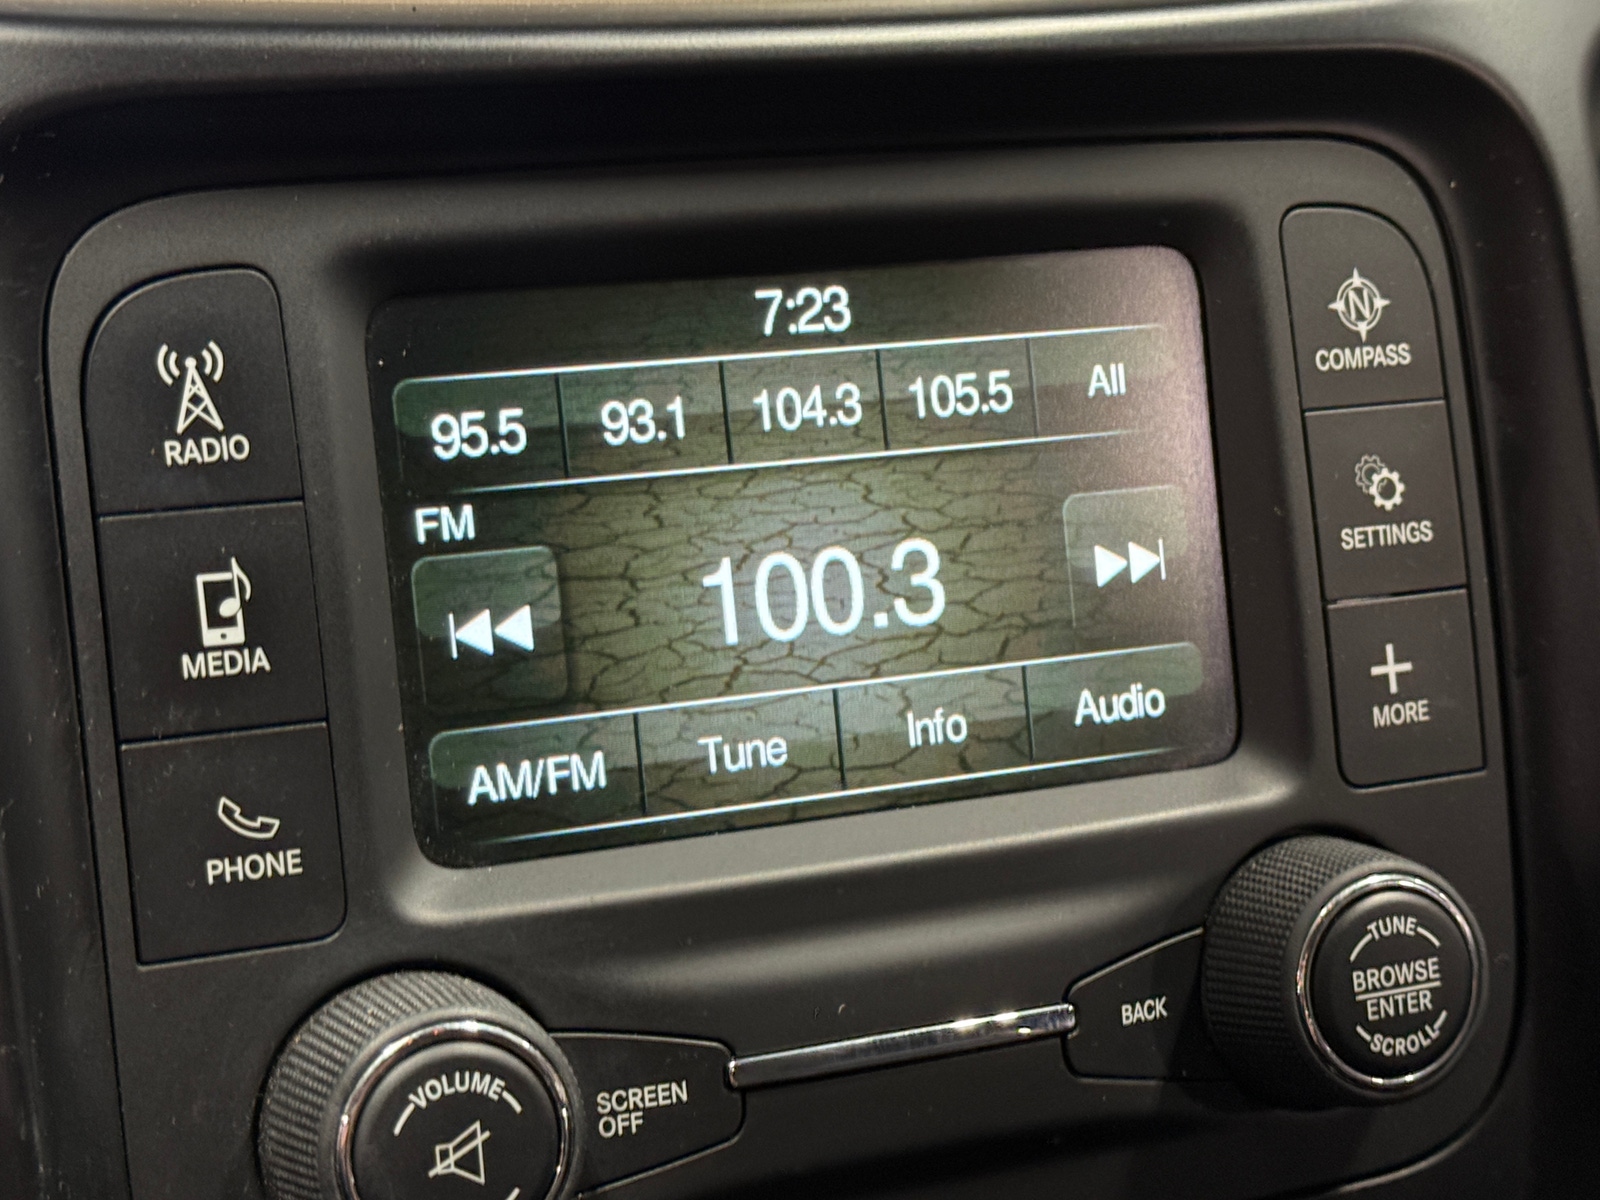 7:23
95.5 93.1 104.3 105.5 All
FM
100.3
AM/FM Tune Info Audio
RADIO
MEDIA
PHONE
N
COMPASS
SETTINGS
MORE
VOLUME
SCREEN
OFF
BACK
TUNE
BROWSE
ENTER
SCROLL